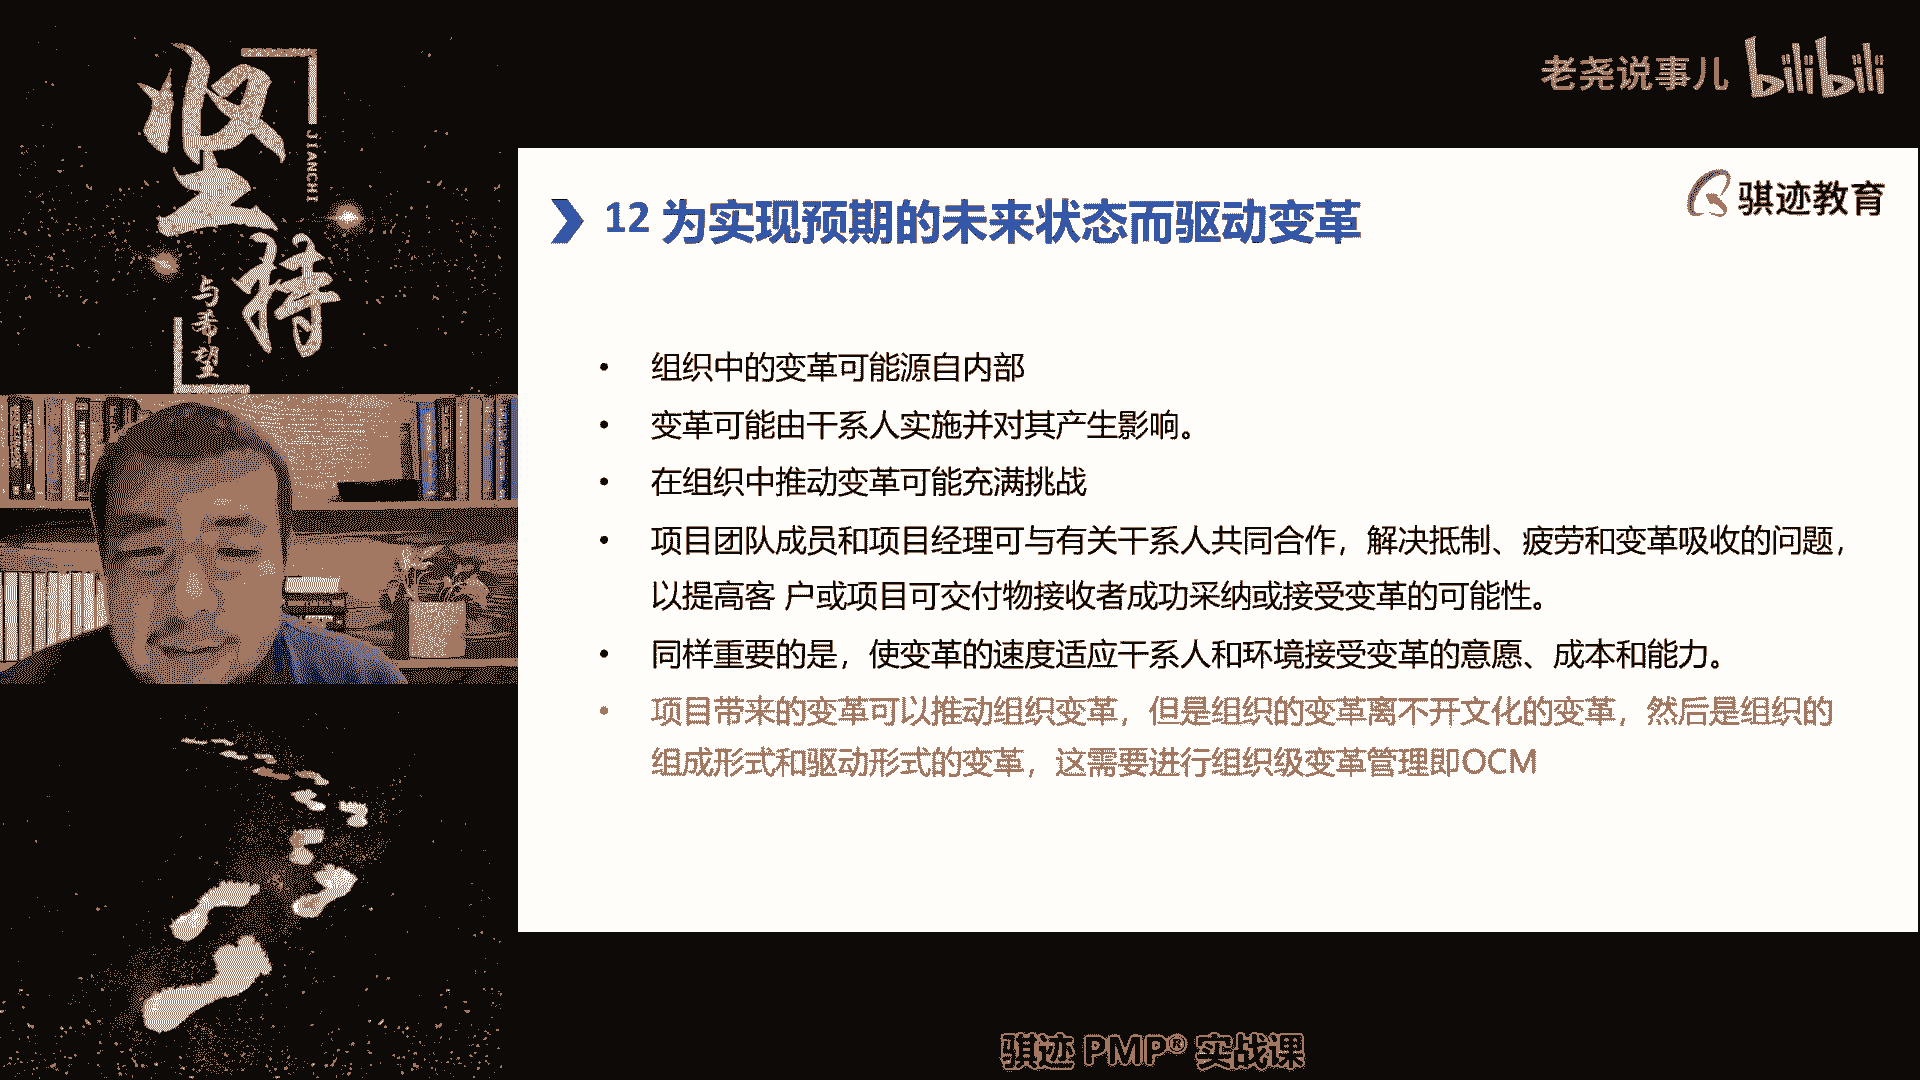 坚持
JIANCHI
与希望
老尧说事儿 bilibili
骐迹教育
12 为实现预期的未来状态而驱动变革
• 组织中的变革可能源自内部
• 变革可能由干系人实施并对其产生影响。
• 在组织中推动变革可能充满挑战
• 项目团队成员和项目经理可与有关干系人共同合作，解决抵制、疲劳和变革吸收的问题，
以提高客 户或项目可交付物接收者成功采纳或接受变革的可能性。
• 同样重要的是，使变革的速度适应干系人和环境接受变革的意愿、成本和能力。
• 项目带来的变革可以推动组织变革，但是组织的变革离不开文化的变革，然后是组织的
组成形式和驱动形式的变革，这需要进行组织级变革管理即OCM
骐迹 PMP® 实战课